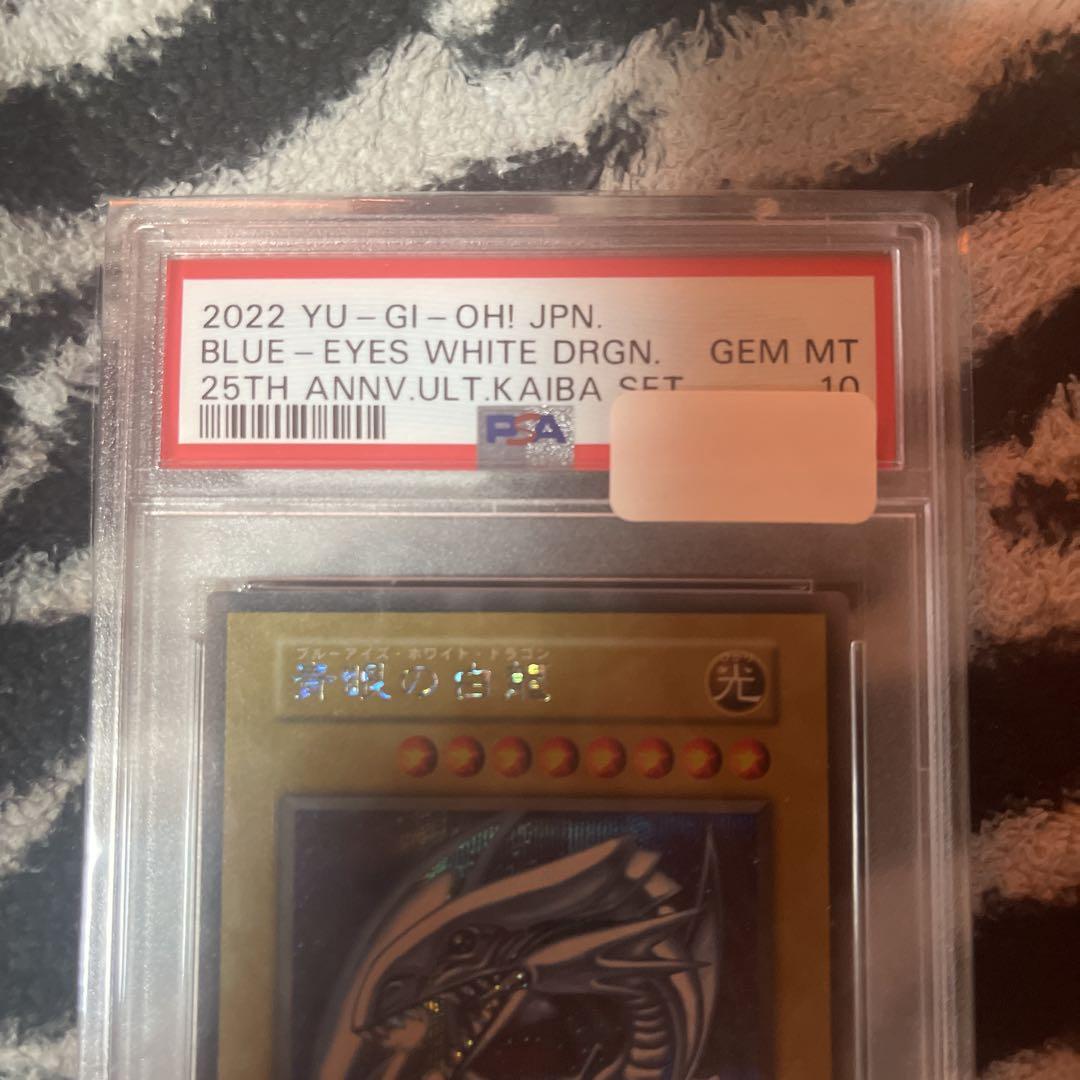 2022 YU-GI-OH! JPN.
BLUE-EYES WHITE DRGN. GEM MT
25TH ANNV.ULT.KAIBA SET 10
PSA
ブルーアイズ・ホワイト・ドラゴン
青眼の白龍
光